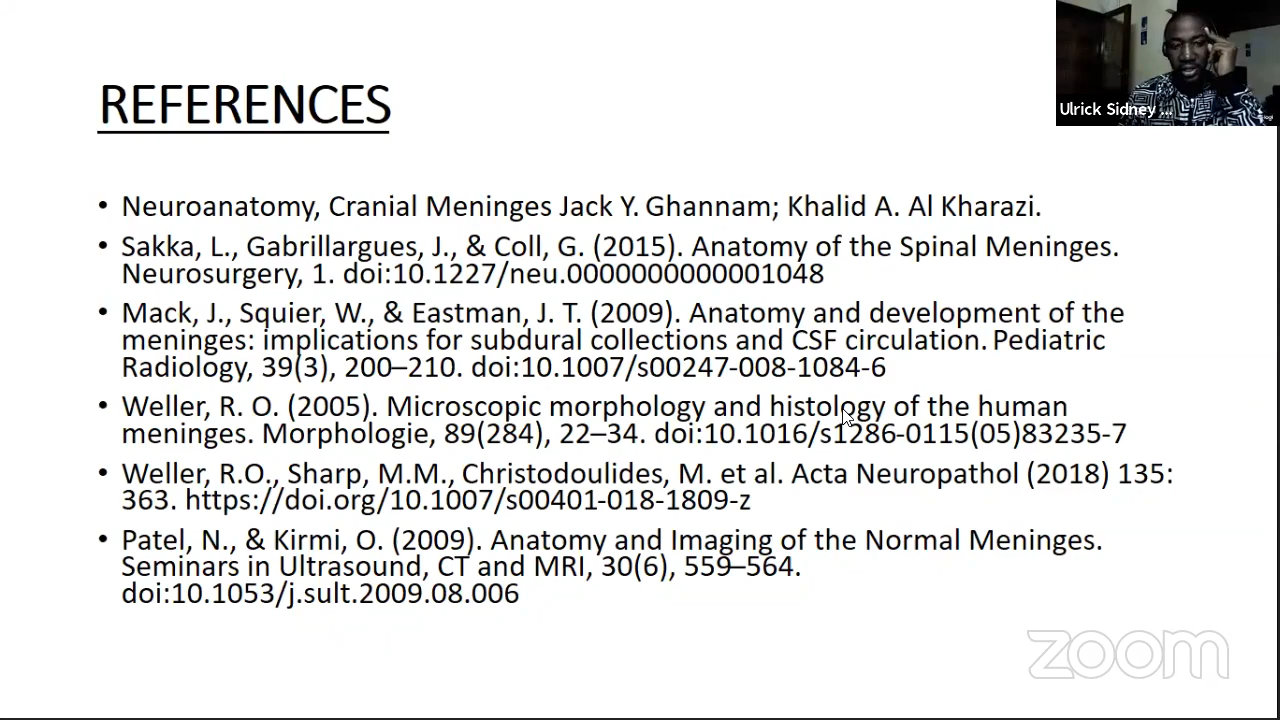 Ulrick Sidney ...
REFERENCES
• Neuroanatomy, Cranial Meninges Jack Y. Ghannam; Khalid A. Al Kharazi.
• Sakka, L., Gabrillargues, J., & Coll, G. (2015). Anatomy of the Spinal Meninges.
Neurosurgery, 1. doi:10.1227/neu.0000000000001048
• Mack, J., Squier, W., & Eastman, J. T. (2009). Anatomy and development of the
meninges: implications for subdural collections and CSF circulation. Pediatric
Radiology, 39(3), 200–210. doi:10.1007/s00247-008-1084-6
• Weller, R. O. (2005). Microscopic morphology and histology of the human
meninges. Morphologie, 89(284), 22–34. doi:10.1016/s1286-0115(05)83235-7
• Weller, R.O., Sharp, M.M., Christodoulides, M. et al. Acta Neuropathol (2018) 135:
363. https://doi.org/10.1007/s00401-018-1809-z
• Patel, N., & Kirmi, O. (2009). Anatomy and Imaging of the Normal Meninges.
Seminars in Ultrasound, CT and MRI, 30(6), 559–564.
doi:10.1053/j.sult.2009.08.006
zoom